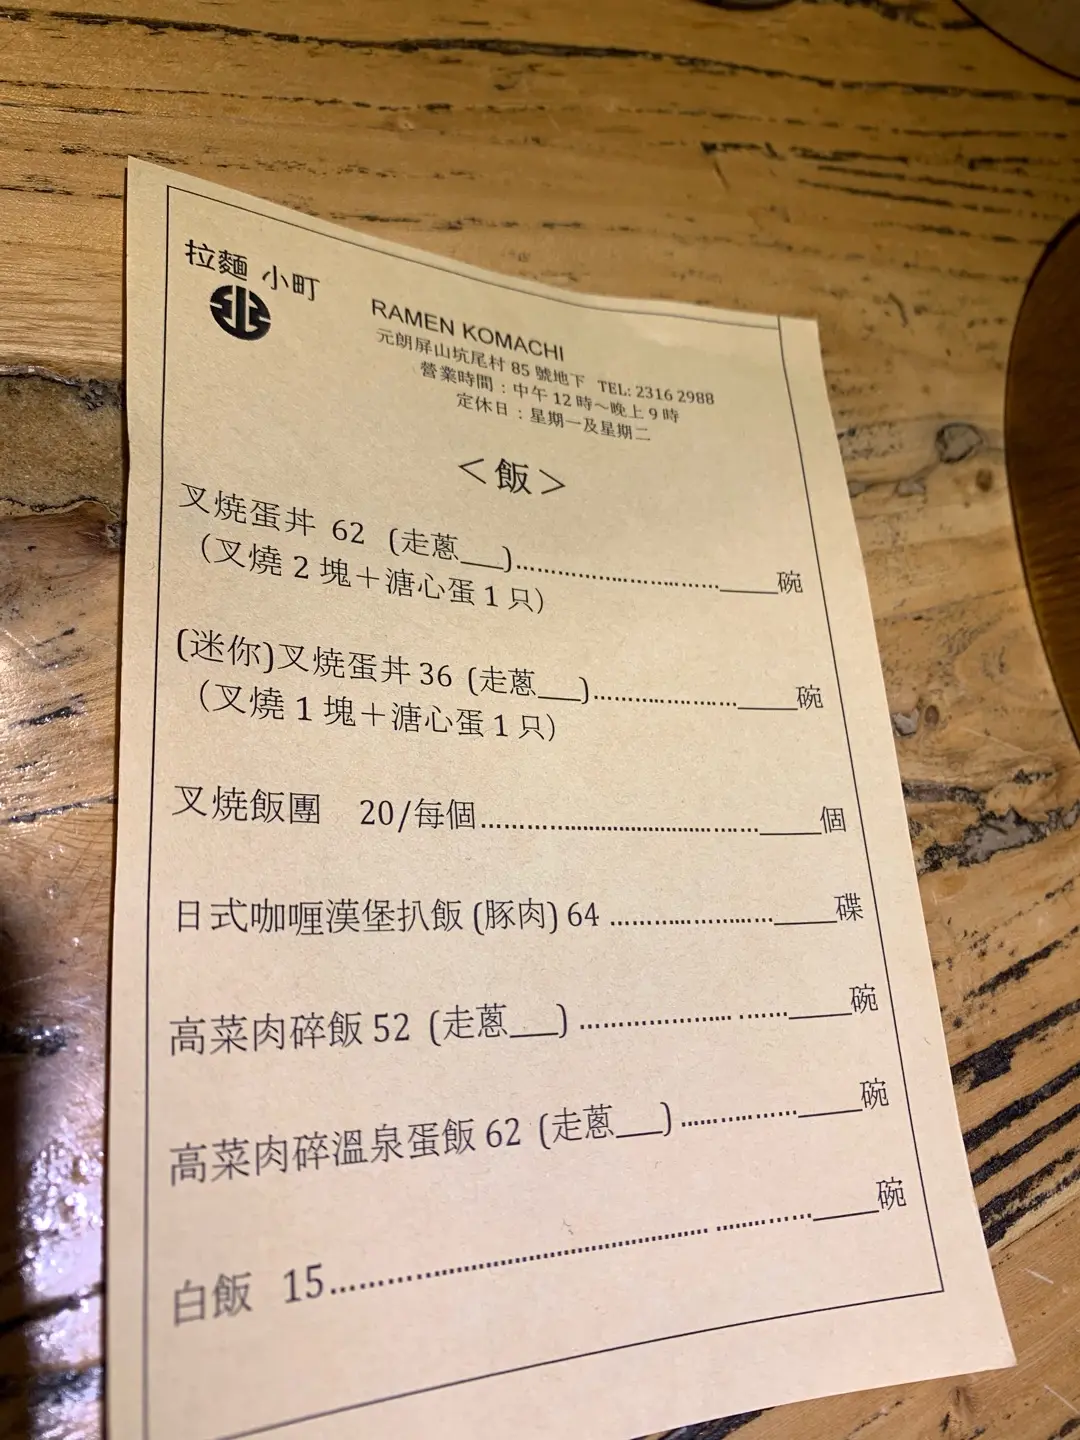 拉麵 小町
RAMEN KOMACHI
元朗屏山坑尾村 85 號地下 TEL: 2316 2988
營業時間：中午 12 時～晚上 9 時
定休日：星期一及星期二
＜飯＞
叉燒蛋丼 62 (走蔥___)..............................____碗
（叉燒 2 塊＋溏心蛋 1 只）
(迷你)叉燒蛋丼 36 (走蔥___).....................____碗
（叉燒 1 塊＋溏心蛋 1 只）
叉燒飯團 20/每個..........................................____個
日式咖喱漢堡扒飯 (豚肉) 64 ........................____碟
高菜肉碎飯 52 (走蔥___) ........................ .......____碗
高菜肉碎溫泉蛋飯 62 (走蔥___) .................____碗
白飯 15.......................................................... ..............____碗